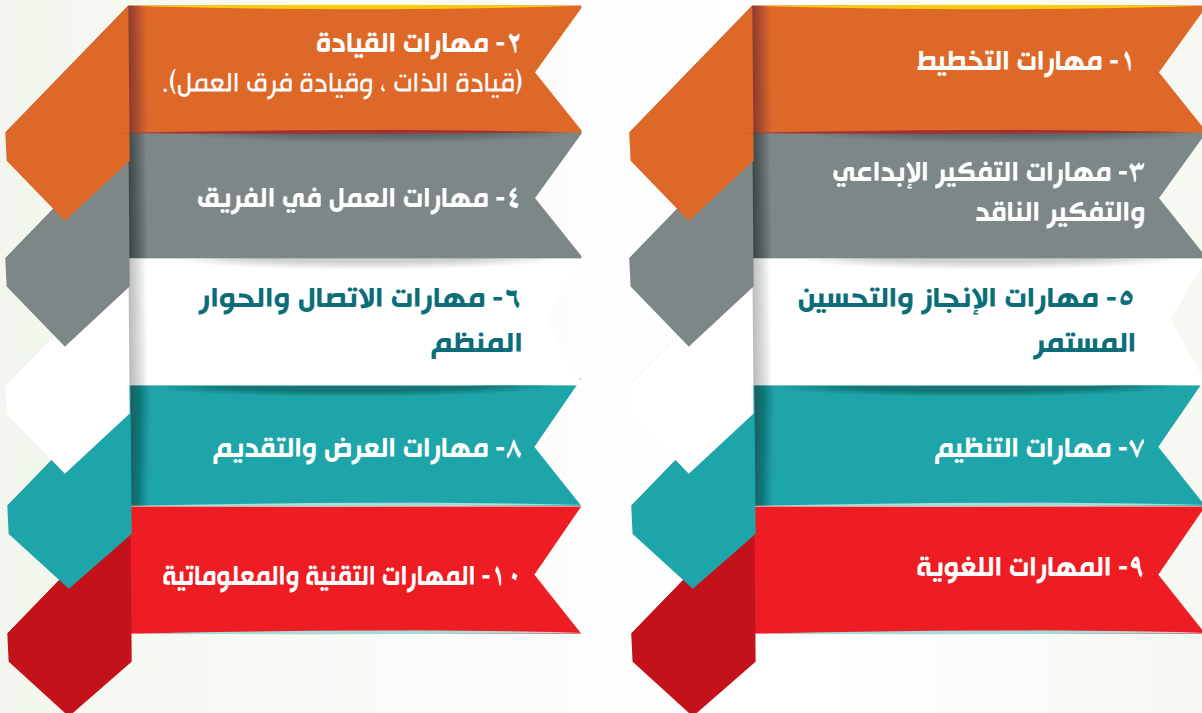 ١- مهارات التخطيط
٢- مهارات القيادة
(قيادة الذات ، وقيادة فرق العمل).
٣- مهارات التفكير الإبداعي
والتفكير الناقد
٤- مهارات العمل في الفريق
٥- مهارات الإنجاز والتحسين
المستمر
٦- مهارات الاتصال والحوار
المنظم
٧- مهارات التنظيم
٨- مهارات العرض والتقديم
٩- المهارات اللغوية
١٠- المهارات التقنية والمعلوماتية